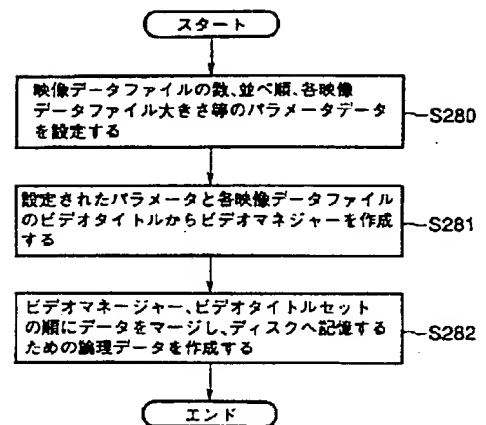 スタート
映像データファイルの数、並べ順、各映像
データファイル大きさ等のパラメータデータ
を設定する
S280
設定されたパラメータと各映像データファイル
のビデオタイトルからビデオマネジャーを作成
する
S281
ビデオマネージャー、ビデオタイトルセット
の順にデータをマージし、ディスクへ記憶する
ための論理データを作成する
S282
エンド